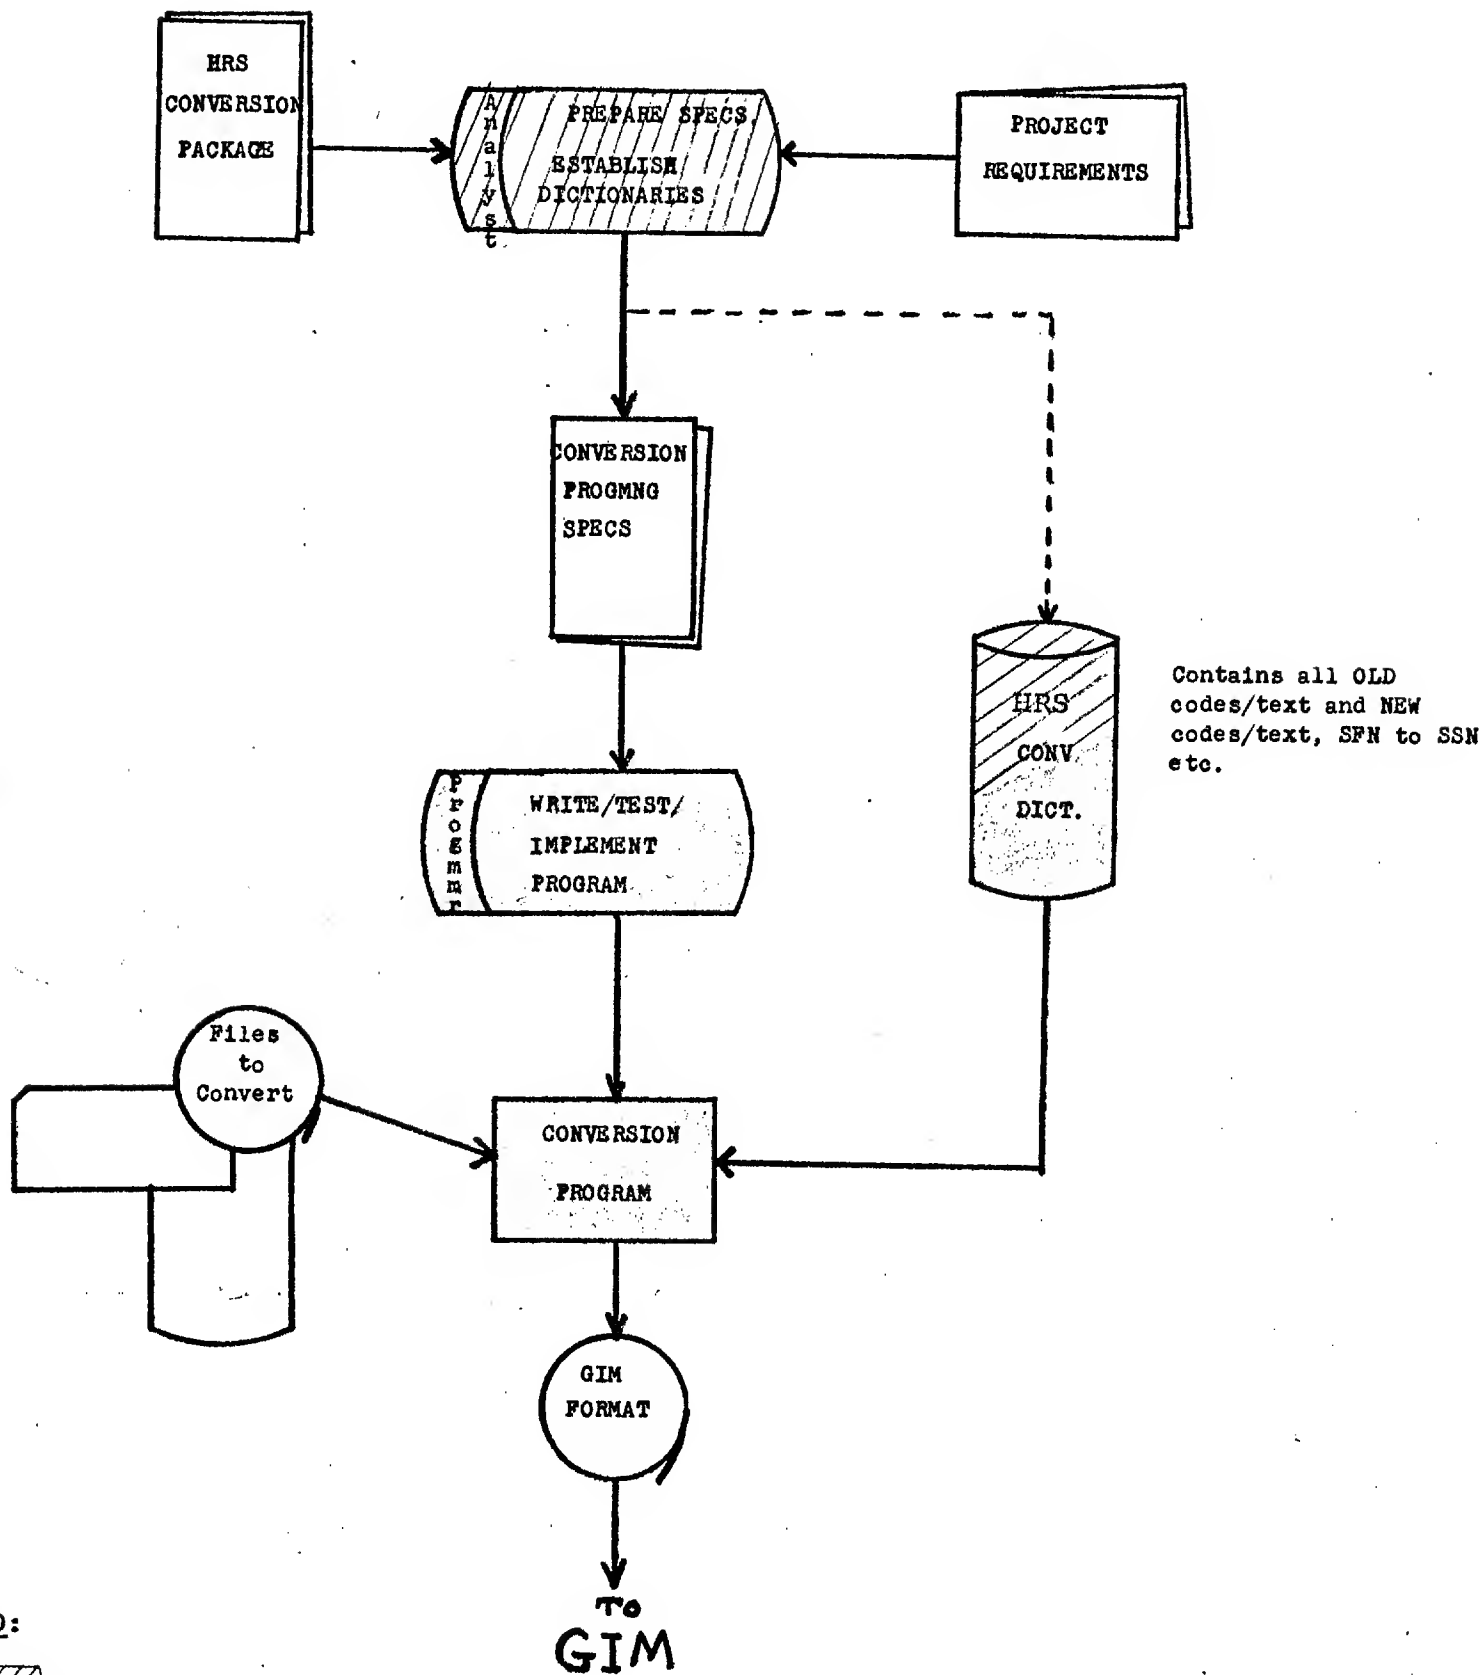 HRS
CONVERSION
PACKAGE
Analyst
PREPARE SPECS.
ESTABLISH
DICTIONARIES
PROJECT
REQUIREMENTS
CONVERSION
PROGMNG
SPECS
HRS
CONV.
DICT.
Contains all OLD
codes/text and NEW
codes/text, SPN to SSN
etc.
Progmmr
WRITE/TEST/
IMPLEMENT
PROGRAM
Files
to
Convert
CONVERSION
PROGRAM
GIM
FORMAT
TO
GIM